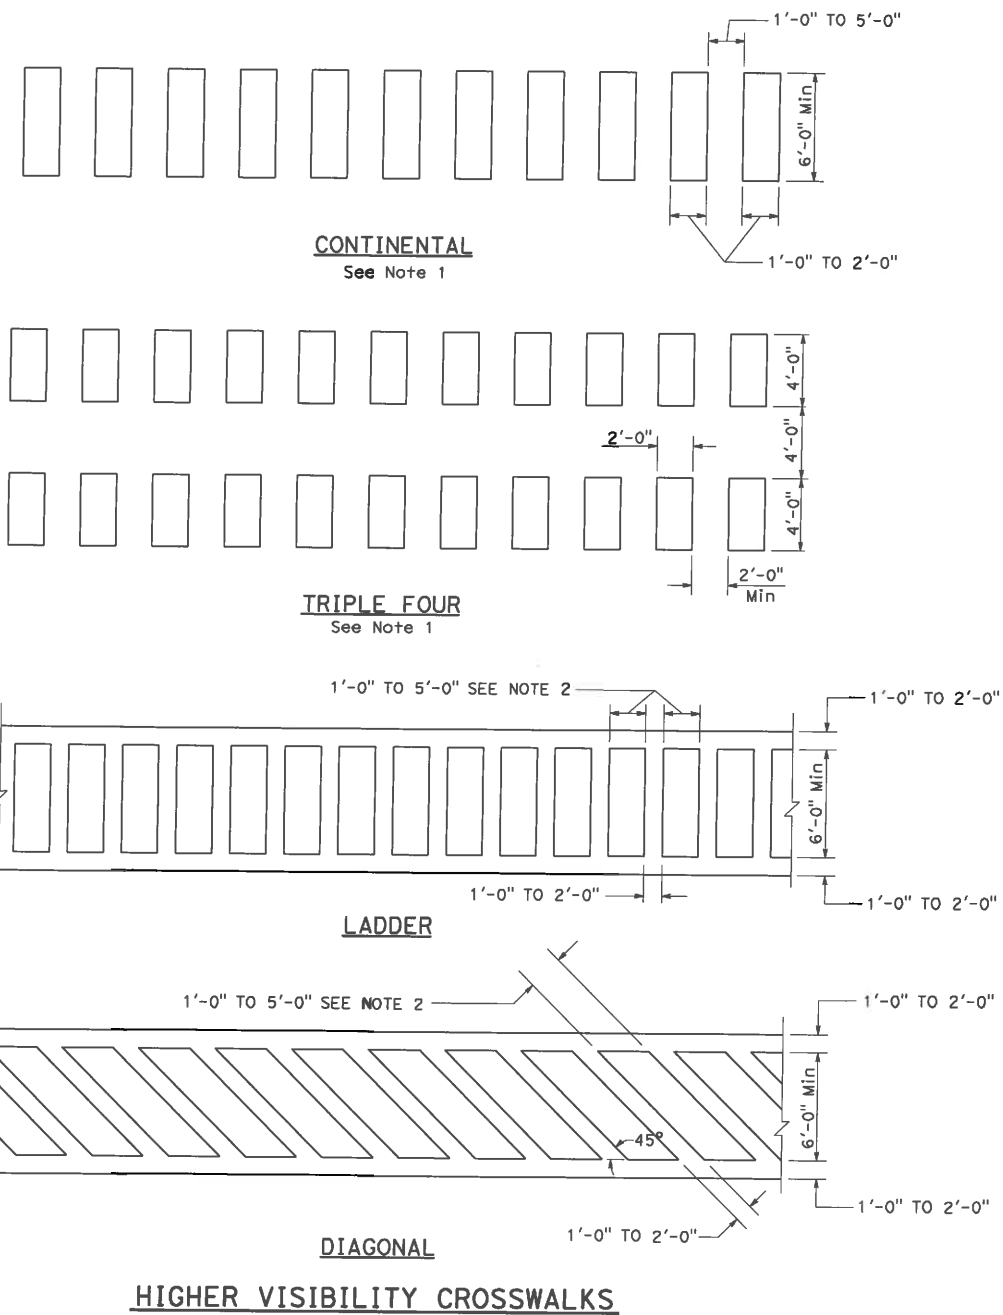 1'-0" TO 5'-0"
6'-0" Min
CONTINENTAL
See Note 1
1'-0" TO 2'-0"
4'-0"
2'-0"
4'-0"
4'-0"
2'-0"
Min
TRIPLE FOUR
See Note 1
1'-0" TO 5'-0" SEE NOTE 2
1'-0" TO 2'-0"
6'-0" Min
1'-0" TO 2'-0"
1'-0" TO 2'-0"
LADDER
1'-0" TO 5'-0" SEE NOTE 2
1'-0" TO 2'-0"
6'-0" Min
45°
1'-0" TO 2'-0"
1'-0" TO 2'-0"
DIAGONAL
HIGHER VISIBILITY CROSSWALKS